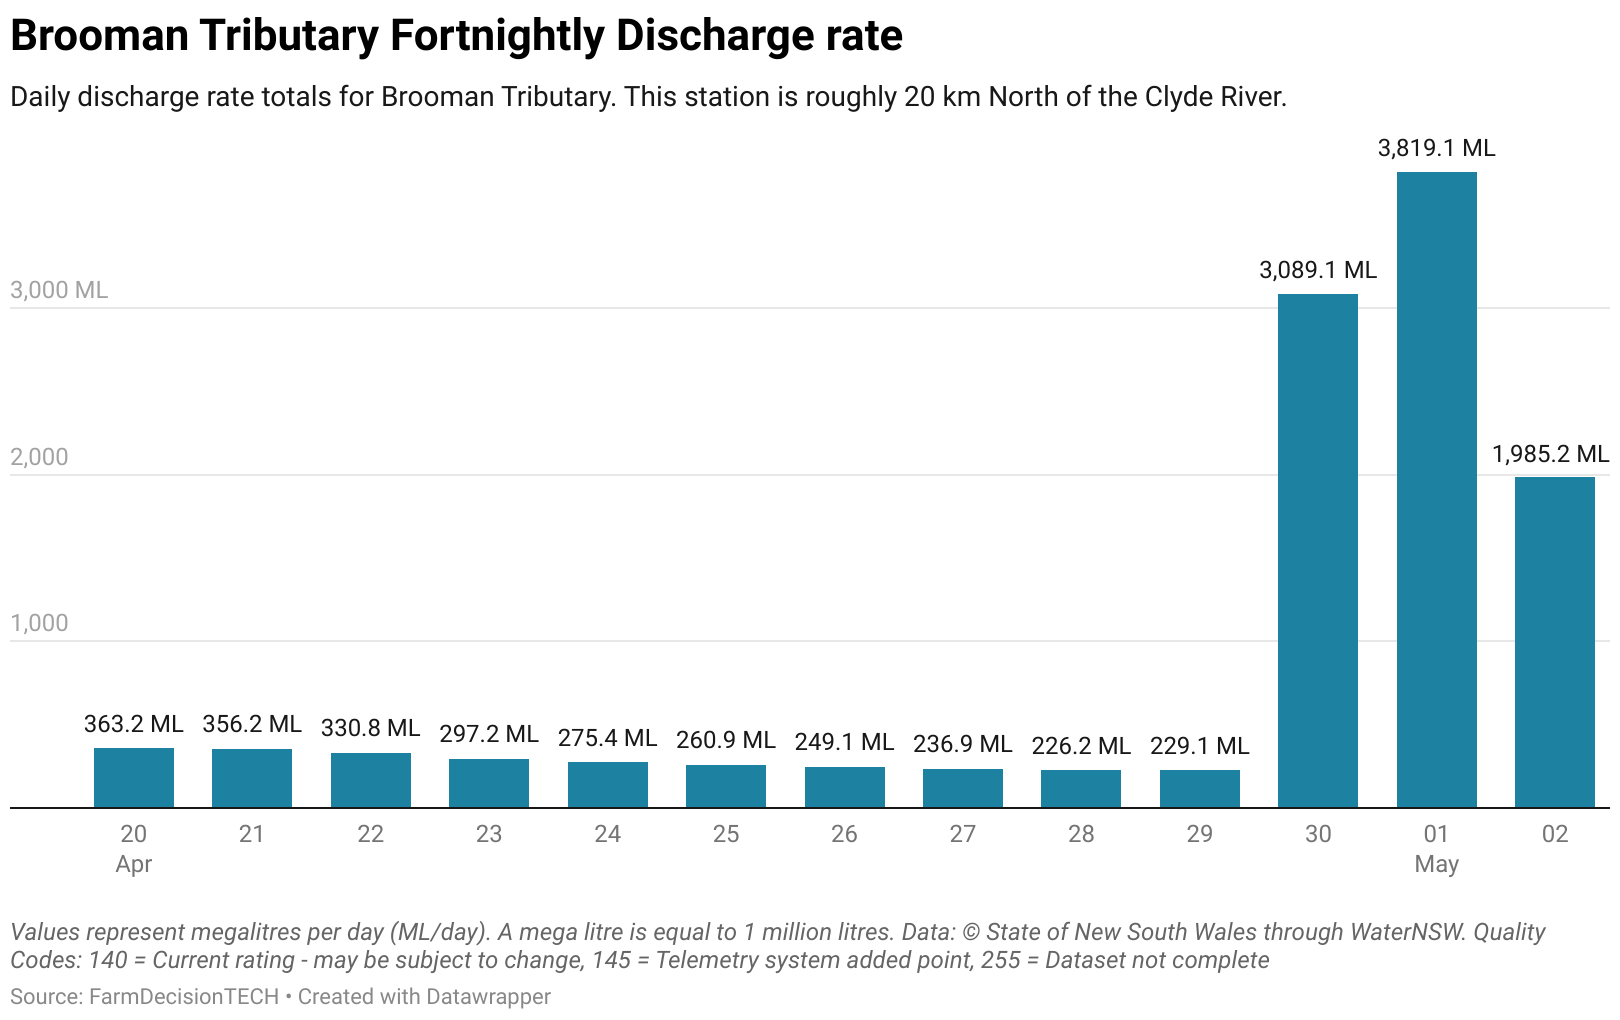 Brooman Tributary Fortnightly Discharge rate
Daily discharge rate totals for Brooman Tributary. This station is roughly 20 km North of the Clyde River.
3,819.1 ML
3,089.1 ML
3,000 ML
1,985.2 ML
2,000
1,000
363.2 ML 356.2 ML 330.8 ML 297.2 ML 275.4 ML 260.9 ML 249.1 ML 236.9 ML 226.2 ML 229.1 ML
20 21 22 23 24 25 26 27 28 29 30 01 02
Apr May
Values represent megalitres per day (ML/day). A mega litre is equal to 1 million litres. Data: © State of New South Wales through WaterNSW. Quality
Codes: 140 = Current rating - may be subject to change, 145 = Telemetry system added point, 255 = Dataset not complete
Source: FarmDecisionTECH • Created with Datawrapper